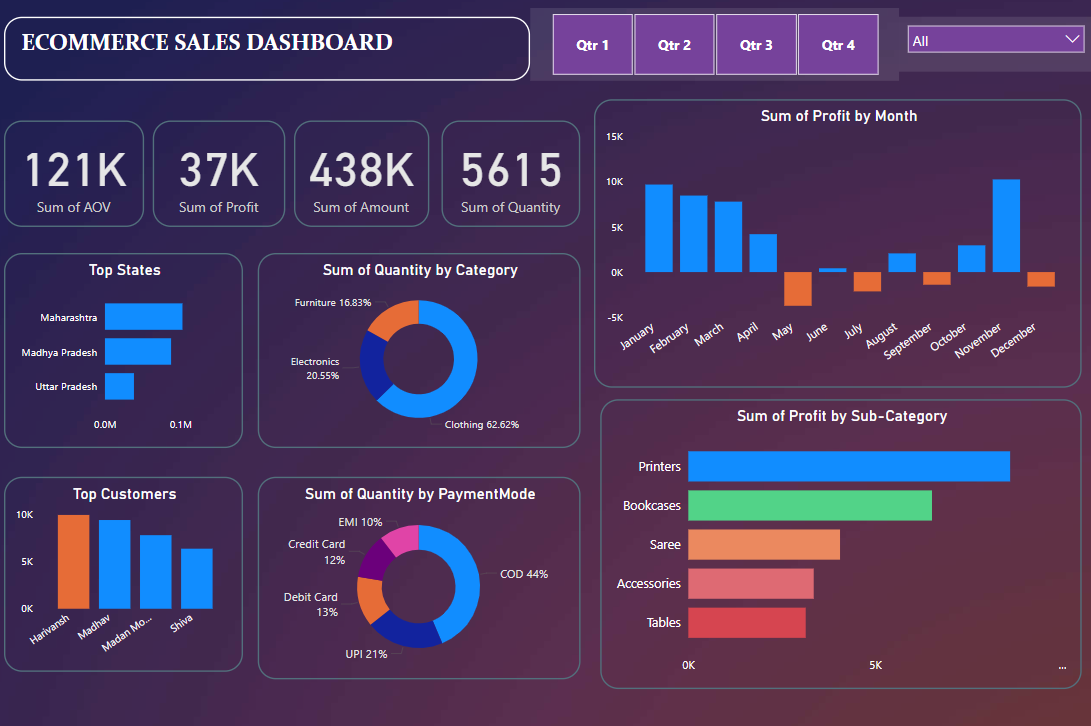 ECOMMERCE SALES DASHBOARD
Qtr 1
Qtr 2
Qtr 3
Qtr 4
All
121K
Sum of AOV
37K
Sum of Profit
438K
Sum of Amount
5615
Sum of Quantity
Sum of Profit by Month
15K
10K
5K
0K
-5K
January
February
March
April
May
June
July
August
September
October
November
December
Top States
Maharashtra
Madhya Pradesh
Uttar Pradesh
0.0M
0.1M
Sum of Quantity by Category
Furniture 16.83%
Electronics
20.55%
Clothing 62.62%
Sum of Profit by Sub-Category
Printers
Bookcases
Saree
Accessories
Tables
0K
5K
...
Top Customers
10K
5K
0K
Harivansh
Madhav
Madan Mo...
Shiva
Sum of Quantity by PaymentMode
EMI 10%
Credit Card
12%
Debit Card
13%
UPI 21%
COD 44%